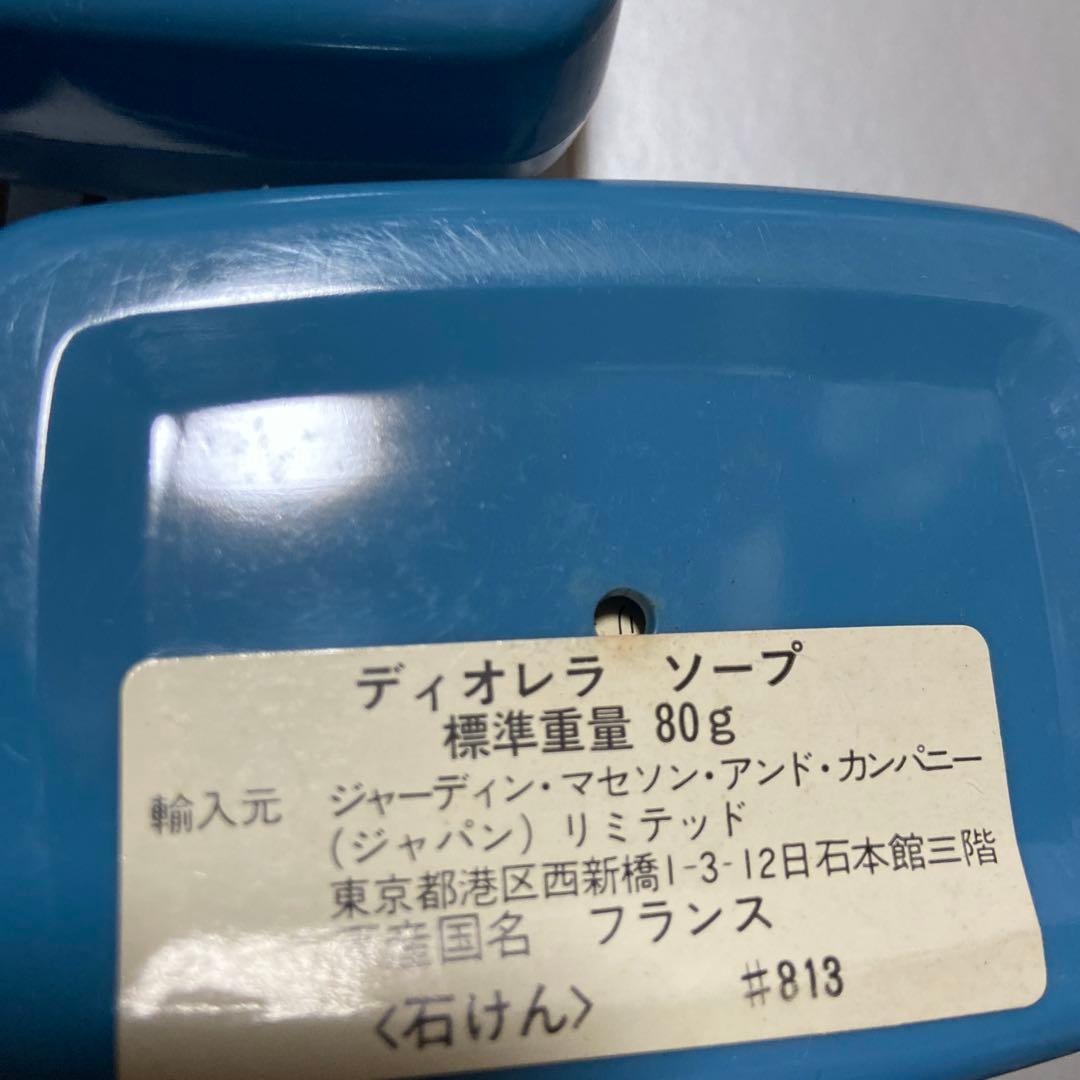 ディオレラ ソープ
標準重量 80g
輸入元 ジャーディン・マセソン・アンド・カンパニー
(ジャパン) リミテッド
東京都港区西新橋1-3-12日石本館三階
原産国名 フランス
〈石けん〉 #813